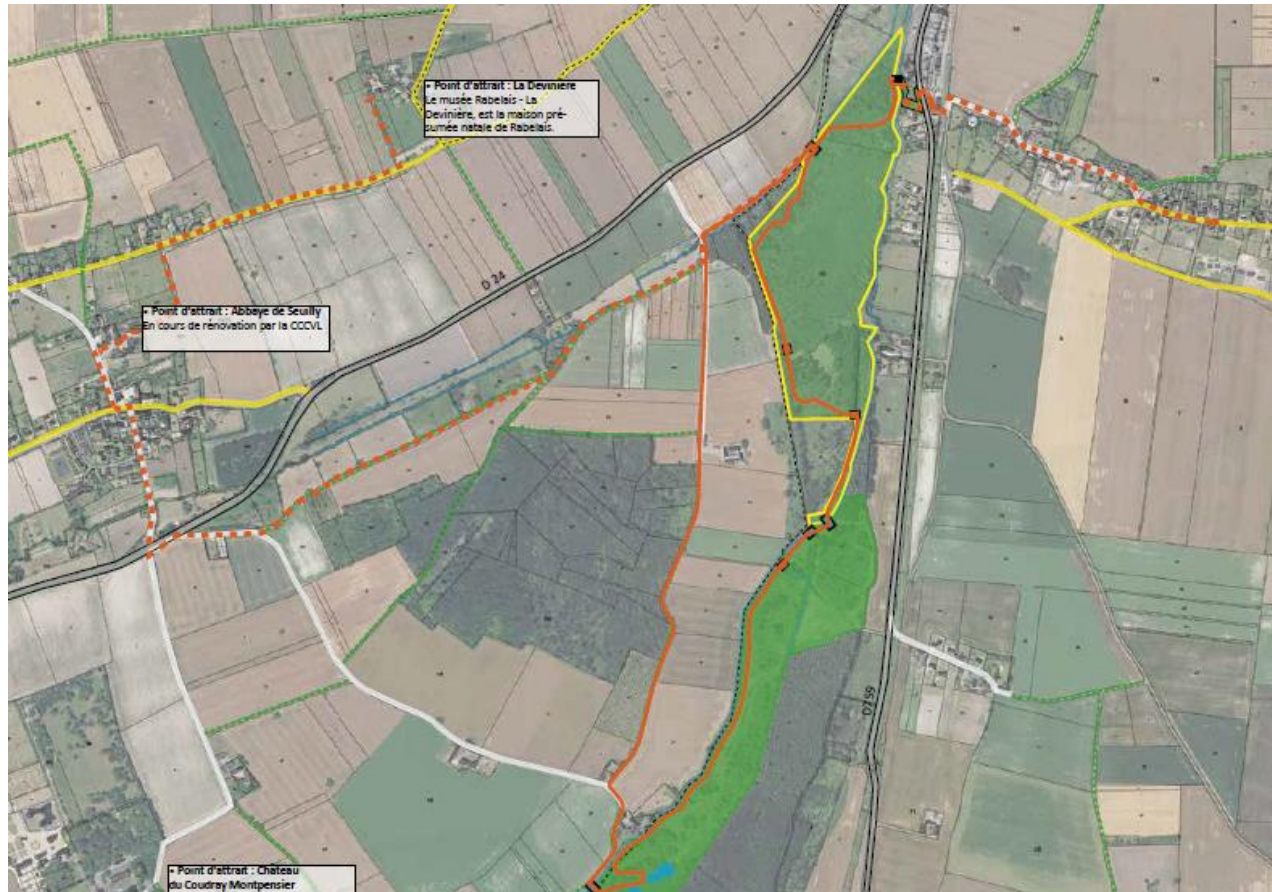 • Point d'attrait : La Devinière
Le musée Rabelais - La
Devinière, est la maison pré-
sumée natale de Rabelais.
D 24
• Point d'attrait : Abbaye de Seuilly
En cours de rénovation par la CCCVL
D759
• Point d'attrait : Chateau
du Coudray Montpensier